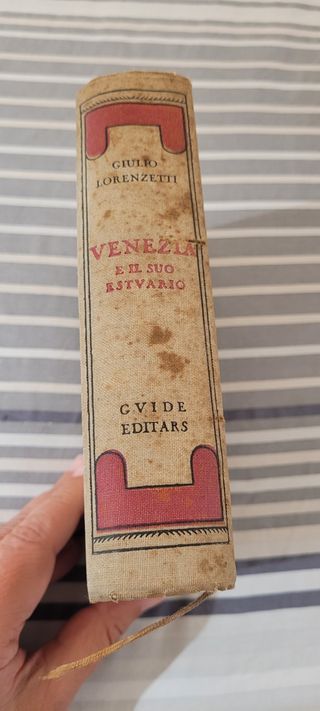 GIULIO
LORENZETTI
VENEZIA
E IL SUO
ESTVARIO
GVIDE
EDITARS